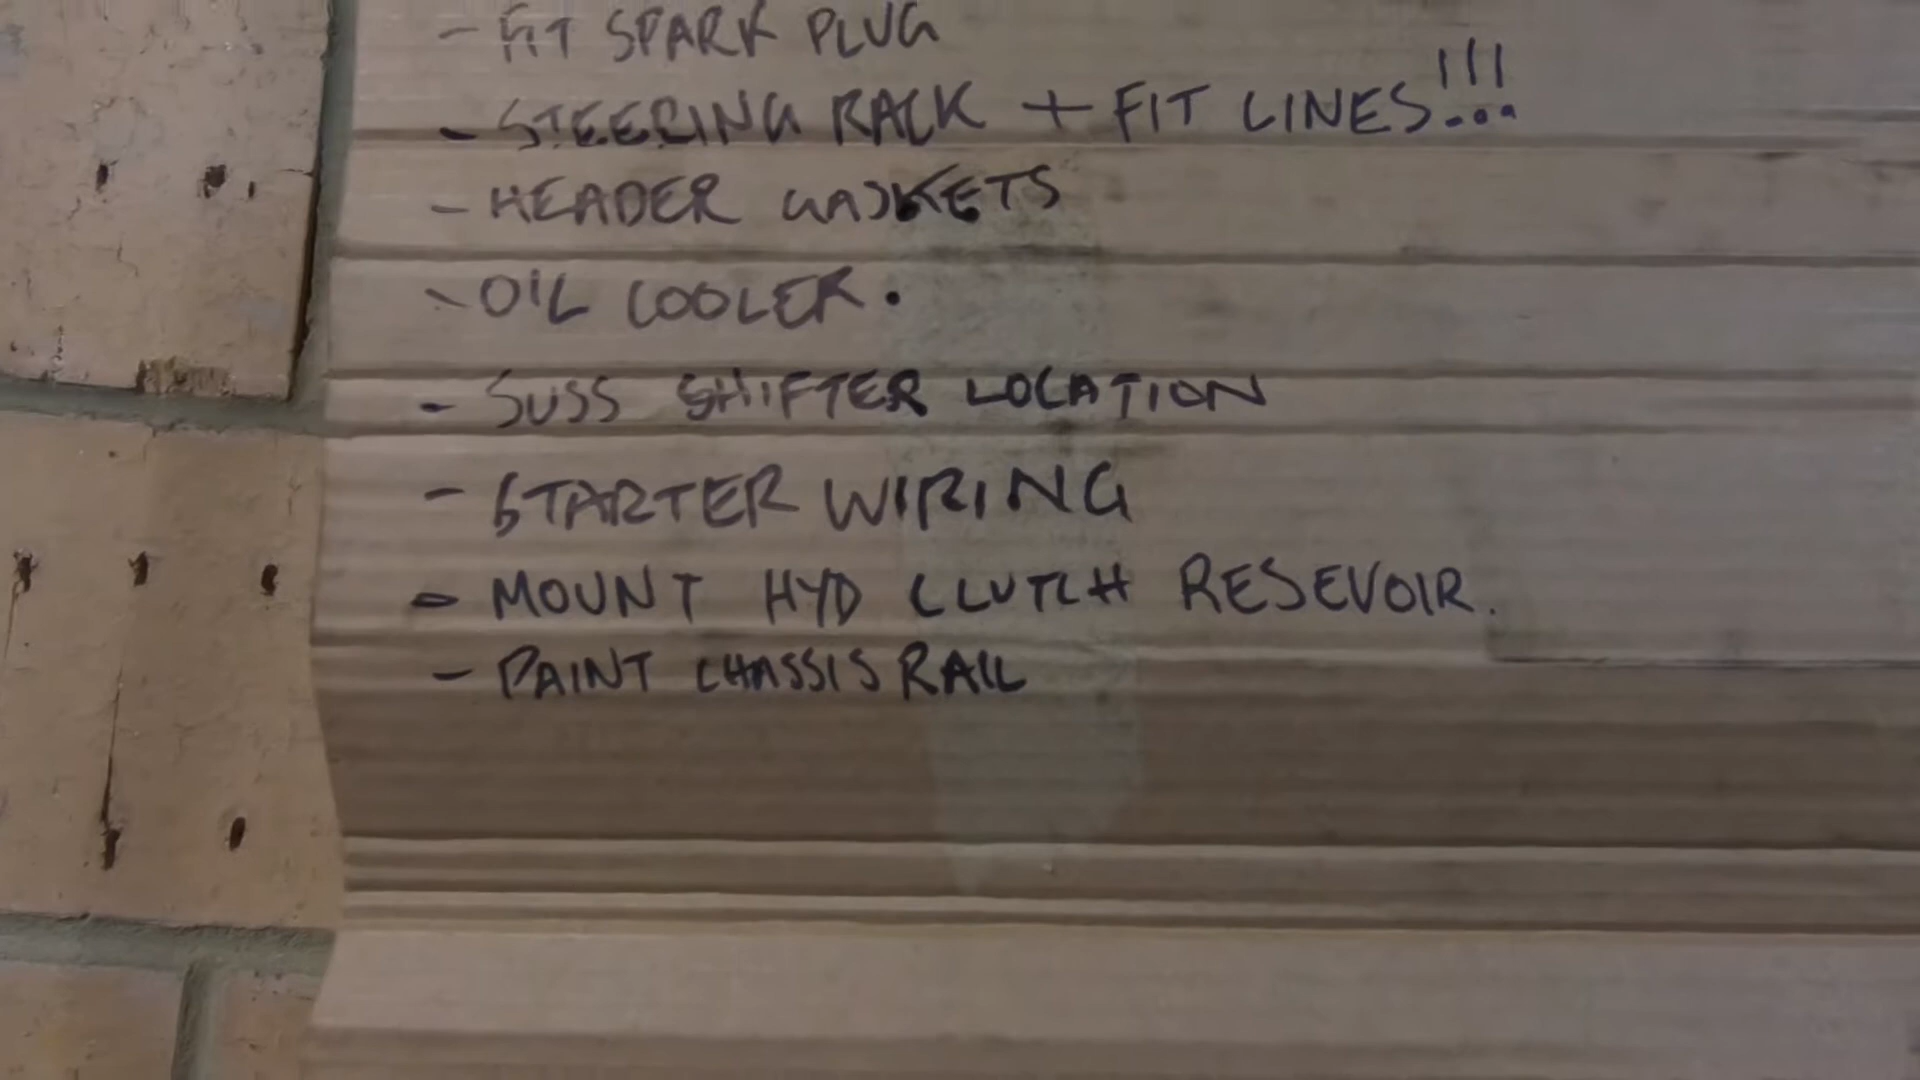 - FIT SPARK PLUG
- STEERING RACK + FIT LINES!!!
- HEADER GASKETS
- OIL COOLER.
- SUSS SHIFTER LOCATION
- STARTER WIRING
- MOUNT HYD CLUTCH RESEVOIR.
- PAINT CHASSIS RAIL